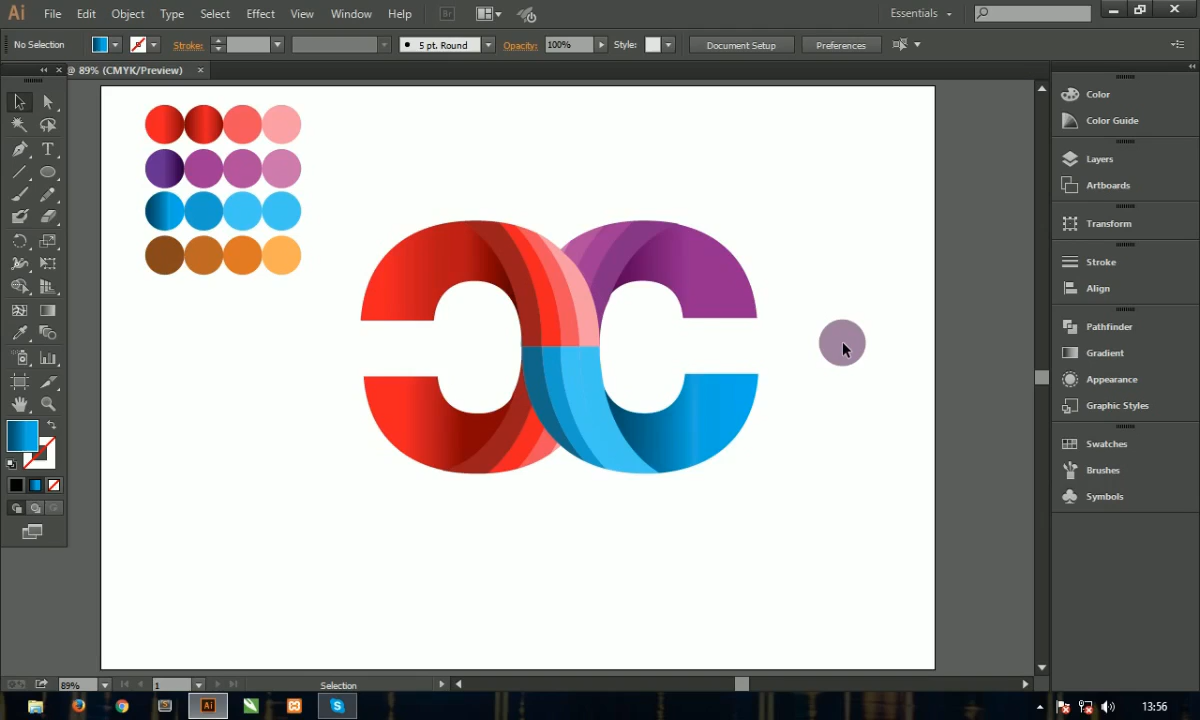 Ai File Edit Object Type Select Effect View Window Help Br Essentials
No Selection Stroke: 5 pt. Round Opacity: 100% Style: Document Setup Preferences
@ 89% (CMYK/Preview)
Color
Color Guide
Layers
Artboards
Transform
Stroke
Align
Pathfinder
Gradient
Appearance
Graphic Styles
Swatches
Brushes
Symbols
T
89% 1 Selection
Ai S 13:56